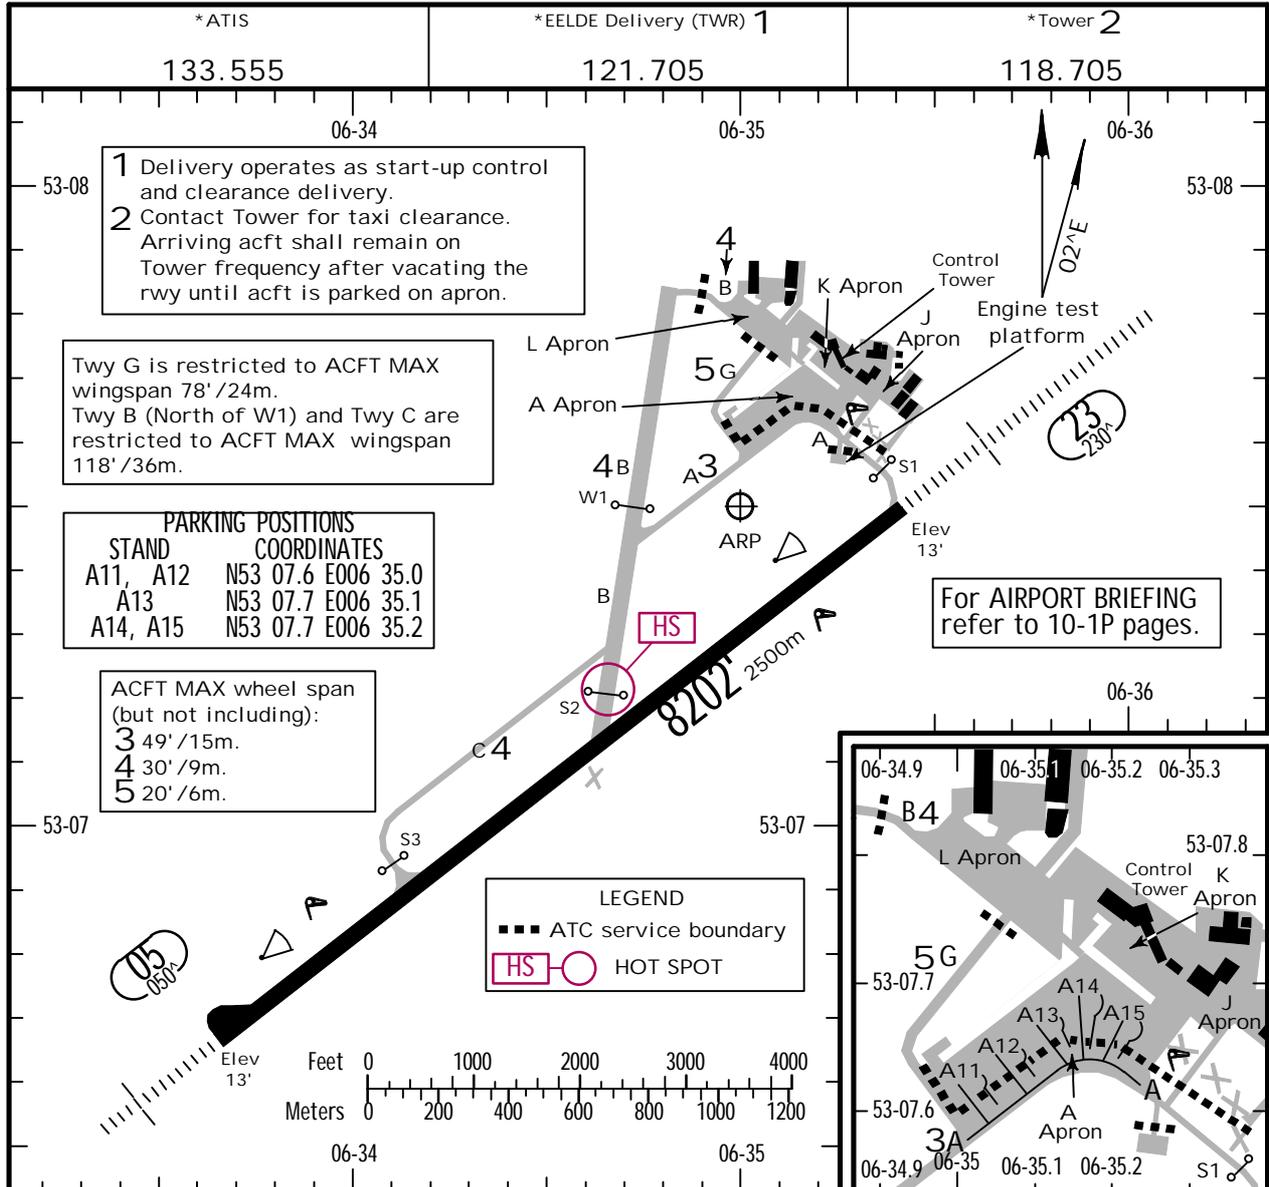 *ATIS
133.555
*EELDE Delivery (TWR) 1
121.705
*Tower 2
118.705
06-34
06-35
06-36
53-08
53-08
1 Delivery operates as start-up control
and clearance delivery.
2 Contact Tower for taxi clearance.
Arriving acft shall remain on
Tower frequency after vacating the
rwy until acft is parked on apron.
02^E
4
B
K Apron
Control
Tower
Engine test
platform
J
Apron
L Apron
5 G
A Apron
Twy G is restricted to ACFT MAX
wingspan 78'/24m.
Twy B (North of W1) and Twy C are
restricted to ACFT MAX wingspan
118'/36m.
23
230^
A
S1
4 B
A 3
W1
ARP
Elev
13'
PARKING POSITIONS
STAND COORDINATES
A11, A12 N53 07.6 E006 35.0
A13 N53 07.7 E006 35.1
A14, A15 N53 07.7 E006 35.2
B
HS
For AIRPORT BRIEFING
refer to 10-1P pages.
8202'
2500m
S2
06-36
ACFT MAX wheel span
(but not including):
3 49'/15m.
4 30'/9m.
5 20'/6m.
C 4
53-07
53-07
S3
LEGEND
ATC service boundary
HS HOT SPOT
05
050^
Elev
13'
Feet 0 1000 2000 3000 4000
Meters 0 200 400 600 800 1000 1200
06-34
06-35
06-34.9
06-35.1
06-35.2
06-35.3
B4
53-07.8
L Apron
Control
Tower
K
Apron
5 G
53-07.7
A14
A13
A15
J
Apron
A12
A11
A
53-07.6
3A
A
Apron
06-34.9
06-35
06-35.1
06-35.2
S1